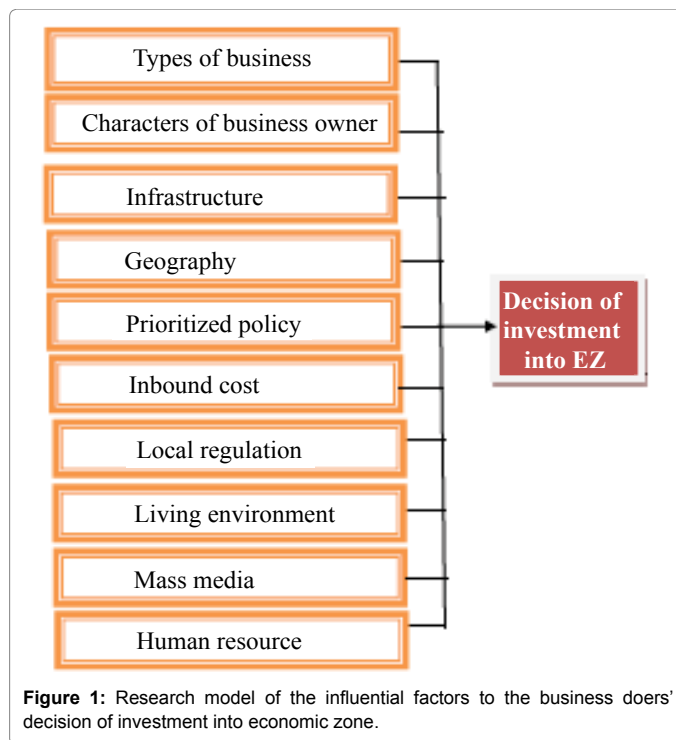 Types of business
Characters of business owner
Infrastructure
Geography
Prioritized policy
Inbound cost
Local regulation
Living environment
Mass media
Human resource
Decision of
investment
into EZ
Figure 1: Research model of the influential factors to the business doers'
decision of investment into economic zone.